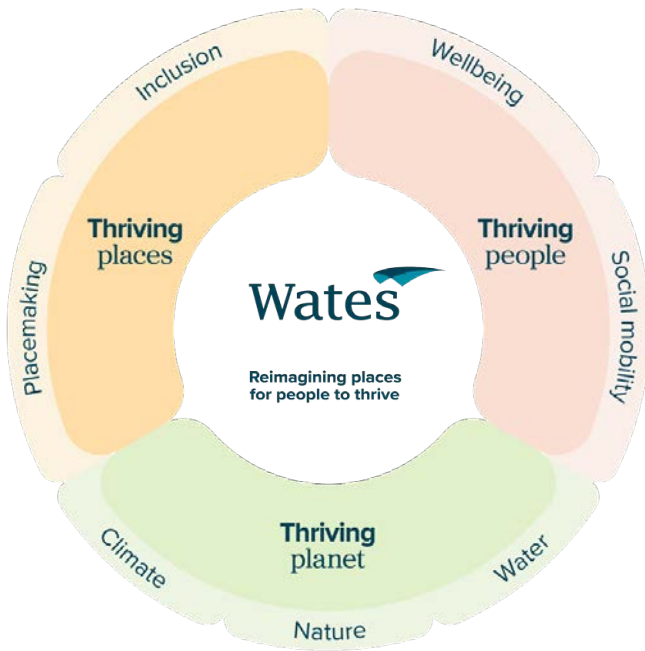 Inclusion
Wellbeing
Thriving
places
Thriving
people
Placemaking
Social mobility
Wates
Reimagining places
for people to thrive
Thriving
planet
Climate
Water
Nature